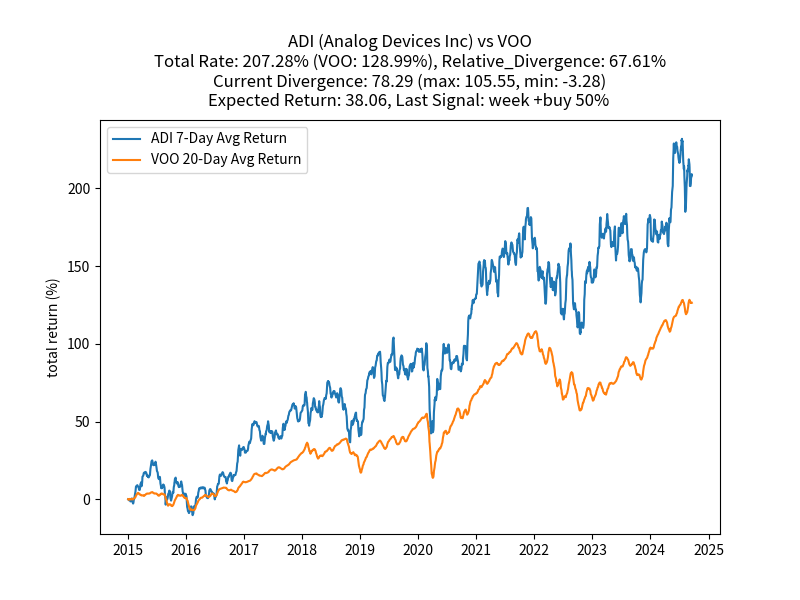 ADI (Analog Devices Inc) vs VOO
Total Rate: 207.28% (VOO: 128.99%), Relative_Divergence: 67.61%
Current Divergence: 78.29 (max: 105.55, min: -3.28)
Expected Return: 38.06, Last Signal: week +buy 50%
ADI 7-Day Avg Return
VOO 20-Day Avg Return
total return (%)
200
150
100
50
0
2015 2016 2017 2018 2019 2020 2021 2022 2023 2024 2025